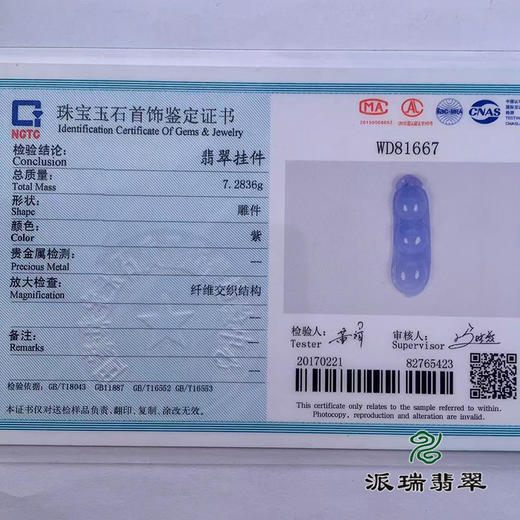 NGTC
珠宝玉石首饰鉴定证书
Identification Certificate Of Gems & Jewelry
检验结论: 翡翠挂件
Conclusion
总质量: 7.2836g
Total Mass
形状: 雕件
Shape
颜色: 紫
Color
贵金属检测: —
Precious Metal
放大检查: 纤维交织结构
Magnification
—
备注: —
Remarks
—
检验依据: GB/T18043 GB11887 GB/T16552 GB/T16553
本证书仅对送检样品负责, 翻印、复制、涂改无效。
MA
AL
ilac-MRA
CNAS
WD81667
检验人:
Tester
审核人:
Supervisor
20170221
82765423
This certificate only relates to the sample referred to within.
Photocopy, reproduction and alteration are invalid.
派瑞翡翠